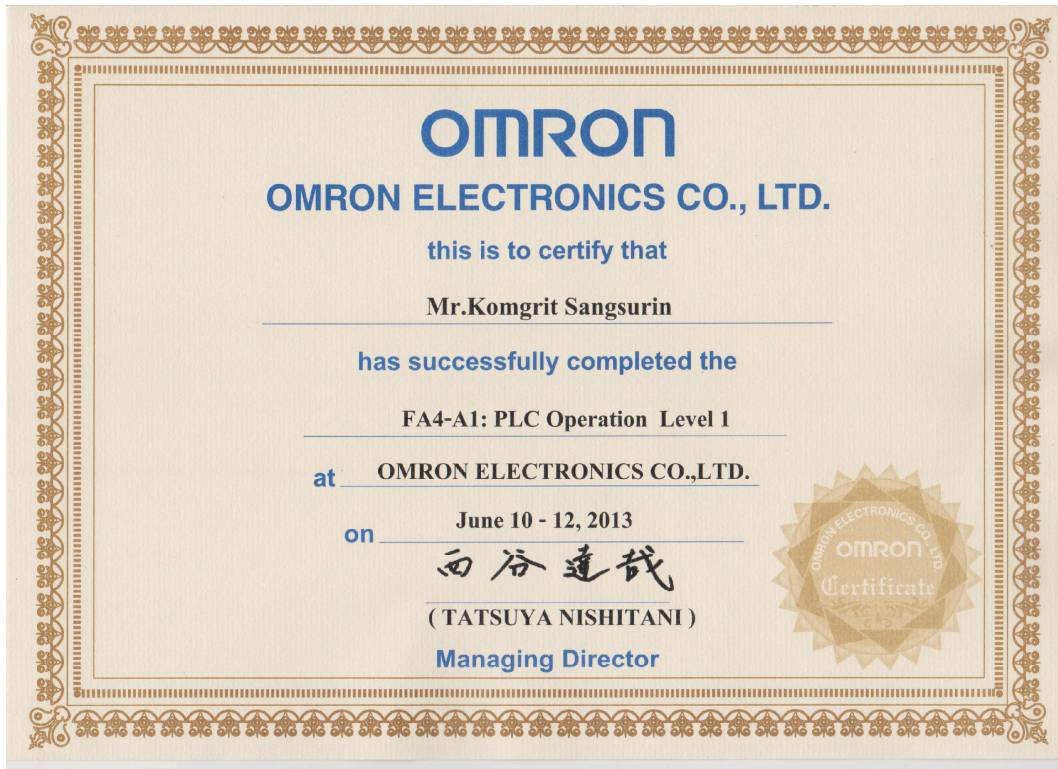 OMRON
OMRON ELECTRONICS CO., LTD.
this is to certify that
Mr.Komgrit Sangsurin
has successfully completed the
FA4-A1: PLC Operation Level 1
at OMRON ELECTRONICS CO.,LTD.
on June 10 - 12, 2013
西谷達哉
( TATSUYA NISHITANI )
Managing Director
OMRON ELECTRONICS CO., LTD.
OMRON
Certificate